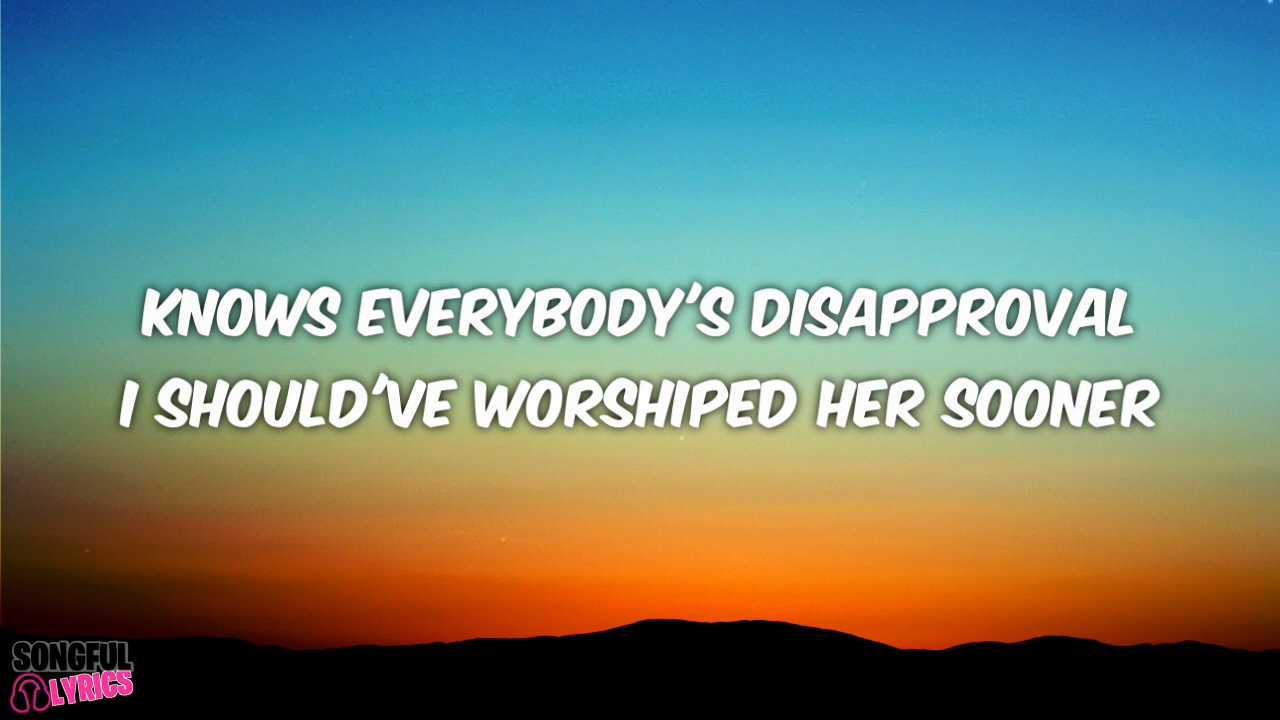 KNOWS EVERYBODY'S DISAPPROVAL
I SHOULD'VE WORSHIPED HER SOONER
SONGFUL
LYRICS